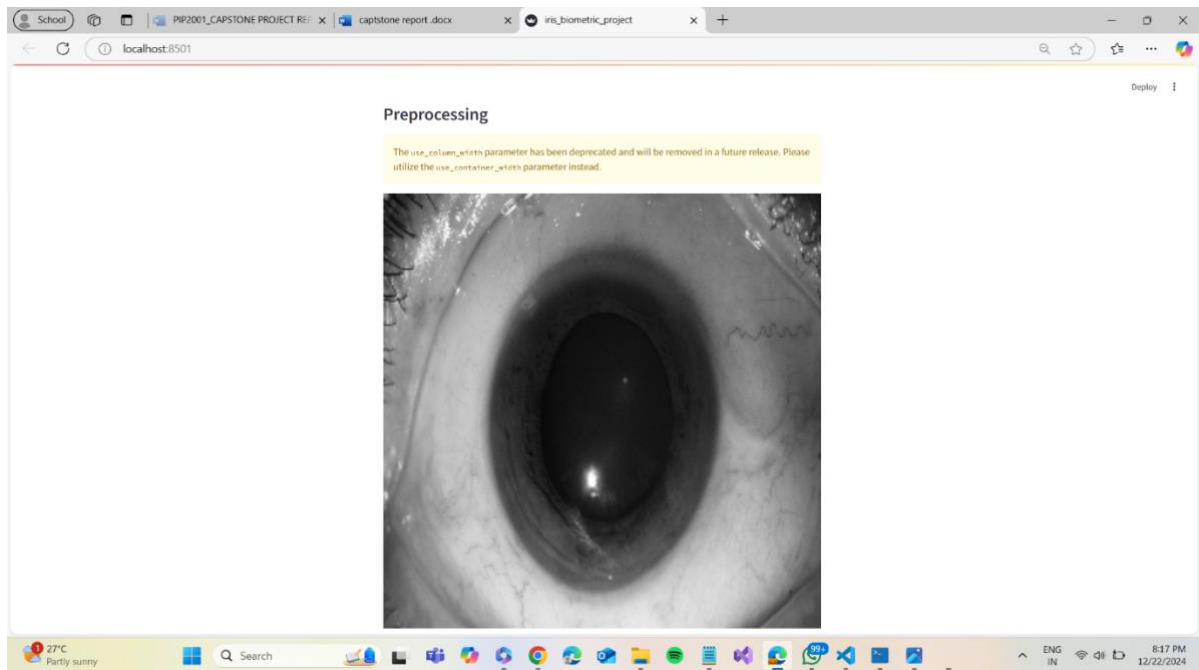 School
PIP2001_CAPSTONE PROJECT REF
captstone report .docx
iris_biometric_project
localhost:8501
Deploy
Preprocessing
The use_column_width parameter has been deprecated and will be removed in a future release. Please
utilize the use_container_width parameter instead.
27°C
Partly sunny
Search
99+
ENG
IN
8:17 PM
12/22/2024